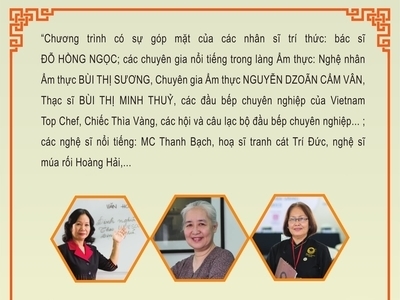 "Chương trình có sự góp mặt của các nhân sĩ trí thức: bác sĩ
ĐỖ HỒNG NGỌC; các chuyên gia nổi tiếng trong làng Ẩm thực: Nghệ nhân
Ẩm thực BÙI THỊ SƯƠNG, Chuyên gia Ẩm thực NGUYỄN DZOÃN CẨM VÂN,
Thạc sĩ BÙI THỊ MINH THUỶ, các đầu bếp chuyên nghiệp của Vietnam
Top Chef, Chiếc Thìa Vàng, các hội và câu lạc bộ đầu bếp chuyên nghiệp... ;
các nghệ sĩ nổi tiếng: MC Thanh Bạch, hoạ sĩ tranh cát Trí Đức, nghệ sĩ
múa rối Hoàng Hải,...